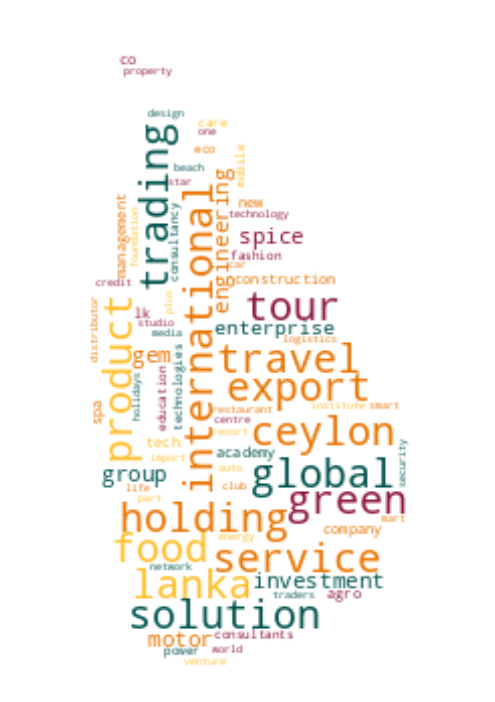 co
property
design
care
one
trading
eco
mobile
beach
star
engineering
international
consultancy
management
foundation
new
technology
spice
fashion
car
construction
credit
plus
distributor
product
lk
tour
studio
enterprise
media
logistics
gem
travel
technologies
education
holidays
export
spa
restaurant
institute
smart
centre
ceylon
resort
tech
academy
security
import
group
global
auto
life
club
green
part
holding
mart
company
energy
food
service
network
lanka
investment
traders
agro
solution
motor
consultants
power
world
venture